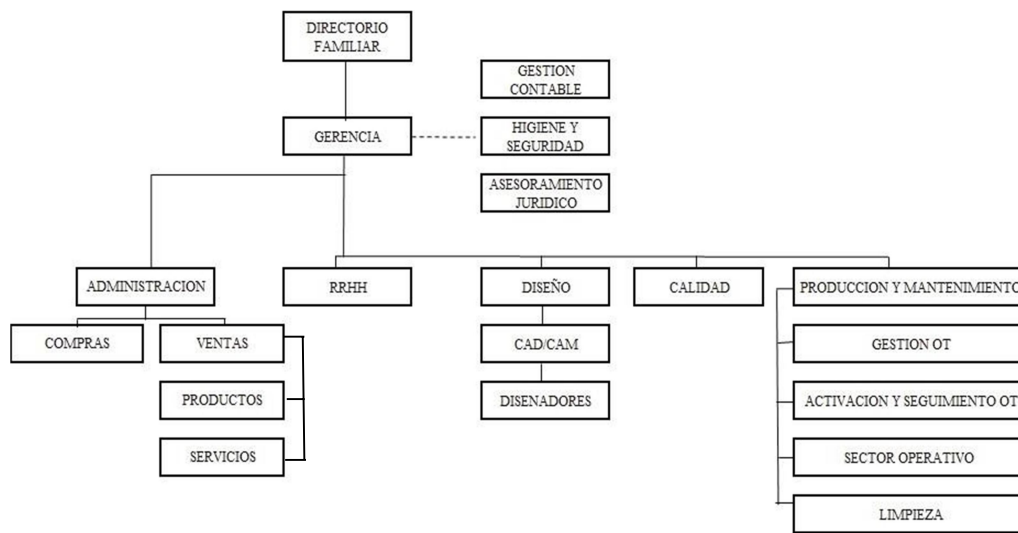 DIRECTORIO
FAMILIAR
GESTION
CONTABLE
GERENCIA
HIGIENE Y
SEGURIDAD
ASESORAMIENTO
JURIDICO
ADMINISTRACION
RRHH
DISEÑO
CALIDAD
PRODUCCION Y MANTENIMIENTO
COMPRAS
VENTAS
CAD/CAM
GESTION OT
PRODUCTOS
DISENADORES
ACTIVACION Y SEGUIMIENTO OT
SERVICIOS
SECTOR OPERATIVO
LIMPIEZA